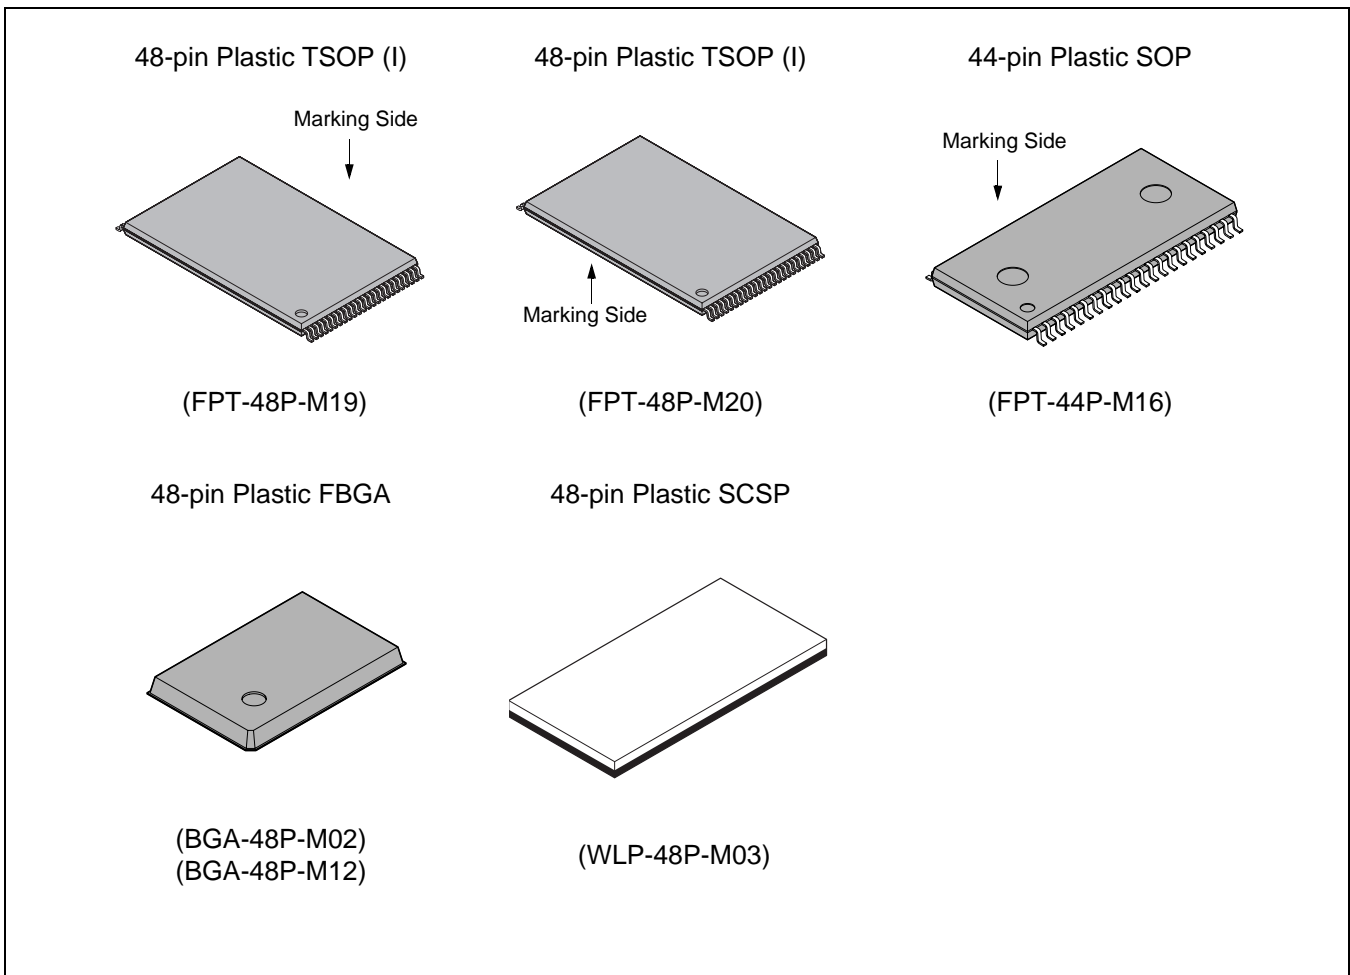 48-pin Plastic TSOP (I)
48-pin Plastic TSOP (I)
44-pin Plastic SOP
Marking Side
Marking Side
Marking Side
(FPT-48P-M19)
(FPT-48P-M20)
(FPT-44P-M16)
48-pin Plastic FBGA
48-pin Plastic SCSP
(BGA-48P-M02)
(BGA-48P-M12)
(WLP-48P-M03)